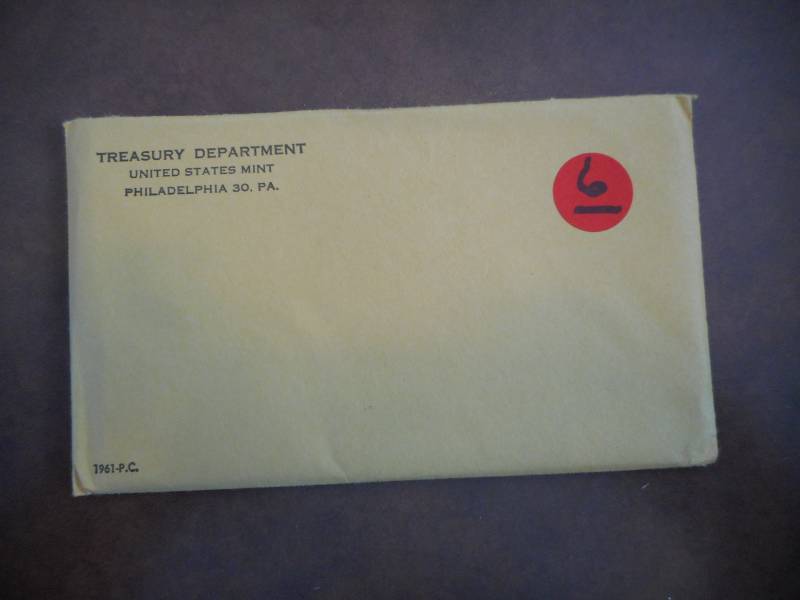 TREASURY DEPARTMENT
UNITED STATES MINT
PHILADELPHIA 30, PA.
6
1961-P.C.